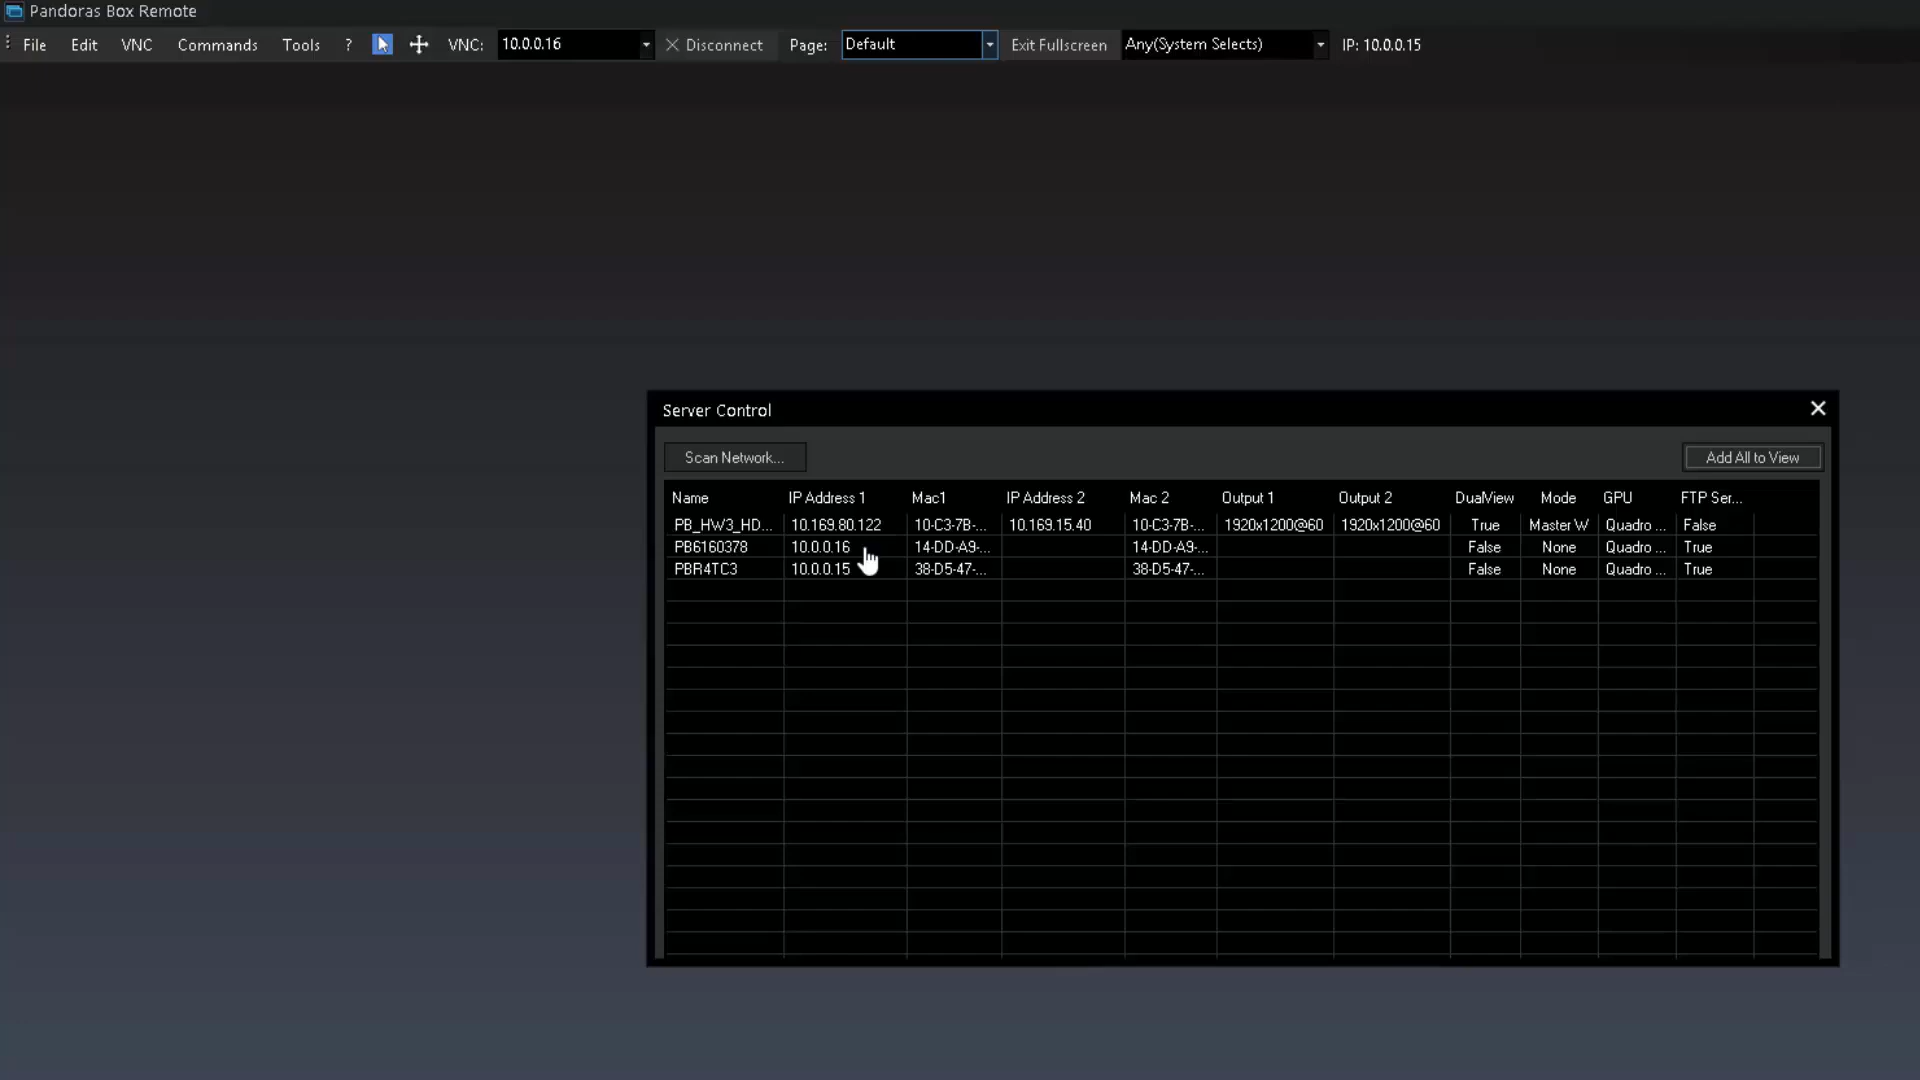 Pandoras Box Remote
File Edit VNC Commands Tools ? VNC: 10.0.0.16 Disconnect Page: Default Exit Fullscreen Any(System Selects) IP: 10.0.0.15
Server Control
Scan Network... Add All to View
Name IP Address 1 Mac1 IP Address 2 Mac 2 Output 1 Output 2 DualView Mode GPU FTP Ser...
PB_HW3_HD... 10.169.80.122 10-C3-7B-... 10.169.15.40 10-C3-7B-... 1920x1200@60 1920x1200@60 True Master W Quadro ... False
PB6160378 10.0.0.16 14-DD-A9-... 14-DD-A9-... False None Quadro ... True
PBR4TC3 10.0.0.15 38-D5-47-... 38-D5-47-... False None Quadro ... True